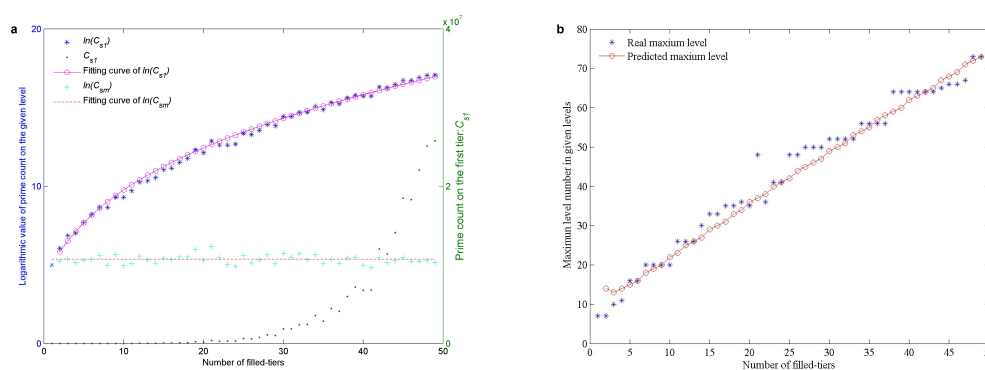 a
20
10
0
Logarithmic value of prime count on the given level
ln(C_s1)
C_s1
Fitting curve of ln(C_s1)
ln(C_sm)
Fitting curve of ln(C_sm)
0 10 20 30 40 50
Number of filled-tiers
4 x 10^7
2
0
Prime count on the first tier:C_s1
b
80
70
60
50
40
30
20
10
0
Maximun level number in given levels
Real maxium level
Predicted maxium level
0 5 10 15 20 25 30 35 40 45
Number of filled-tiers